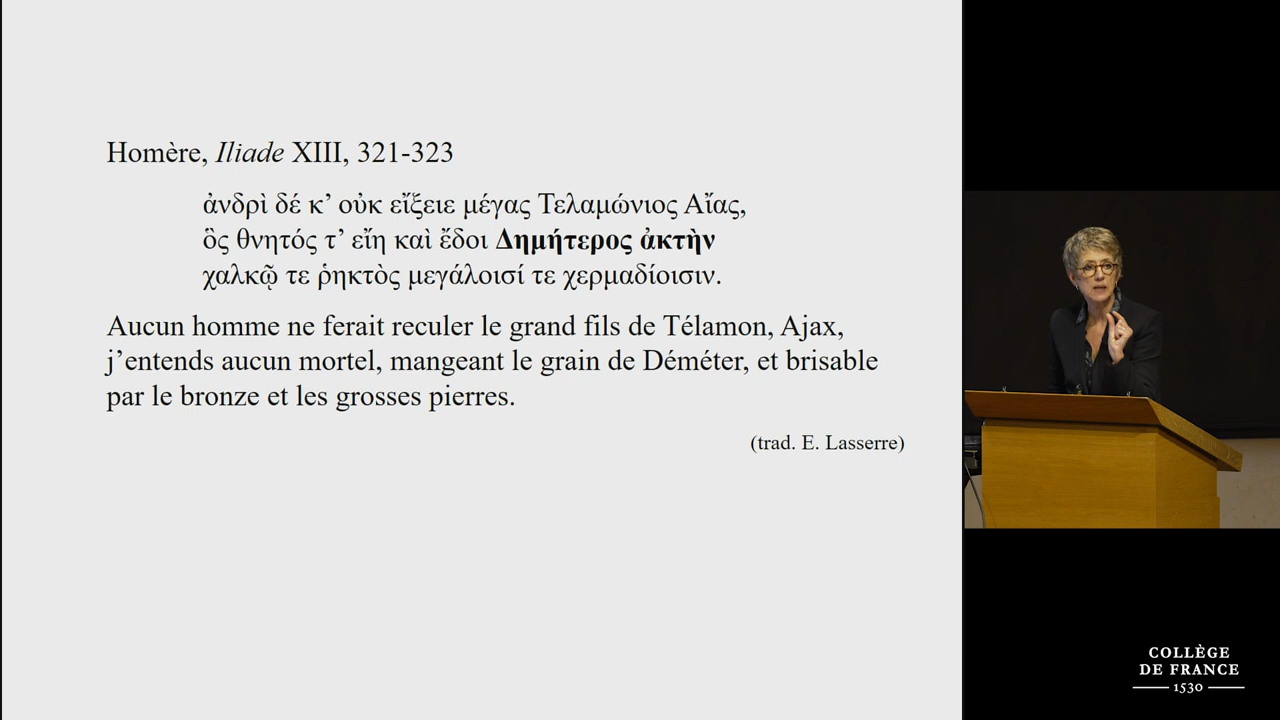 Homère, Iliade XIII, 321-323
ἀνδρὶ δέ κ’ οὐκ εἴξειε μέγας Τελαμώνιος Αἴας,
ὃς θνητός τ’ εἴη καὶ ἔδοι Δημήτερος ἀκτὴν
χαλκῷ τε ῥηκτὸς μεγάλοισί τε χερμαδίοισιν.
Aucun homme ne ferait reculer le grand fils de Télamon, Ajax,
j’entends aucun mortel, mangeant le grain de Déméter, et brisable
par le bronze et les grosses pierres.
(trad. E. Lasserre)
COLLÈGE
DE FRANCE
1530